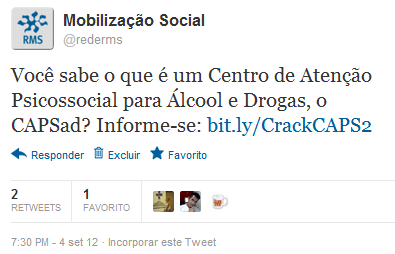 RMS
Mobilização Social
@rederms
Você sabe o que é um Centro de Atenção
Psicossocial para Álcool e Drogas, o
CAPSad? Informe-se: bit.ly/CrackCAPS2
Responder Excluir Favorito
2 1
RETWEETS FAVORITO
7:30 PM - 4 set 12 · Incorporar este Tweet